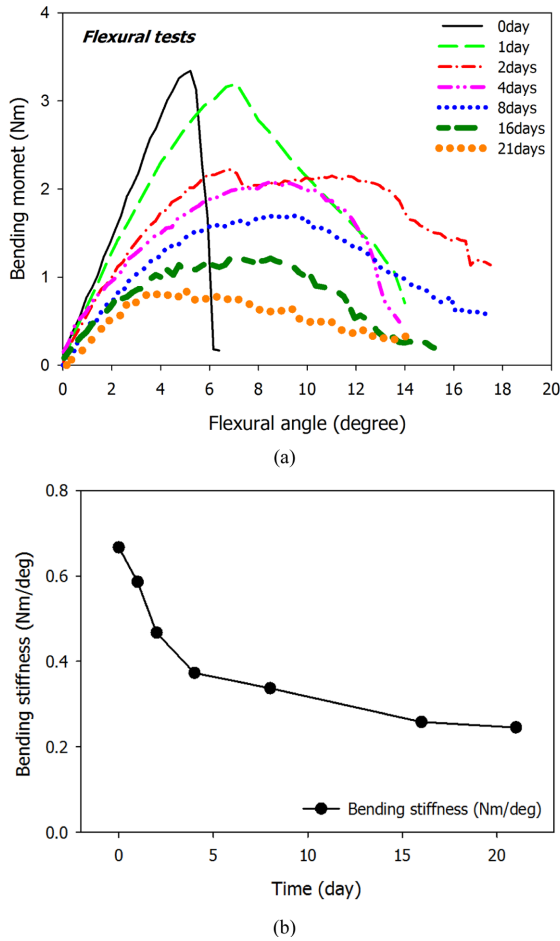 Flexural tests
0day
1day
2days
4days
8days
16days
21days
4
3
2
1
0
Bending momet (Nm)
0 2 4 6 8 10 12 14 16 18 20
Flexural angle (degree)
(a)
0.8
0.6
0.4
0.2
0.0
Bending stiffness (Nm/deg)
Bending stiffness (Nm/deg)
0 5 10 15 20
Time (day)
(b)